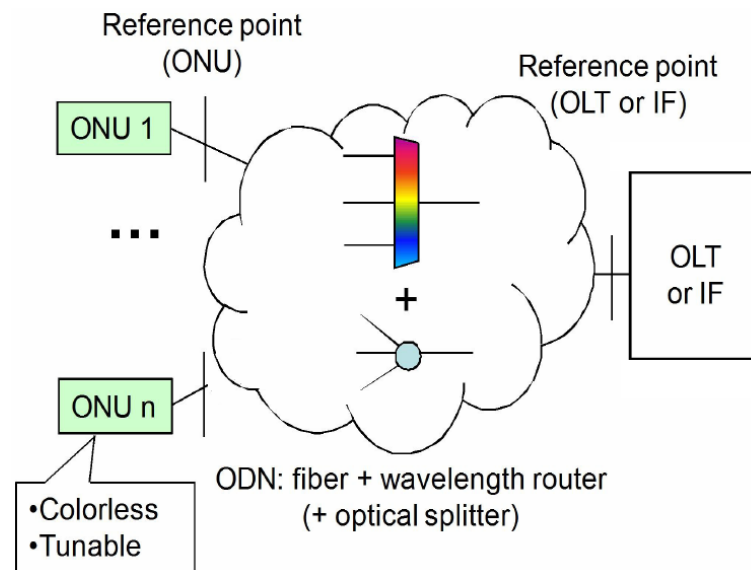 Reference point
(ONU)
Reference point
(OLT or IF)
ONU 1
...
+
OLT
or IF
ONU n
ODN: fiber + wavelength router
(+ optical splitter)
•Colorless
•Tunable